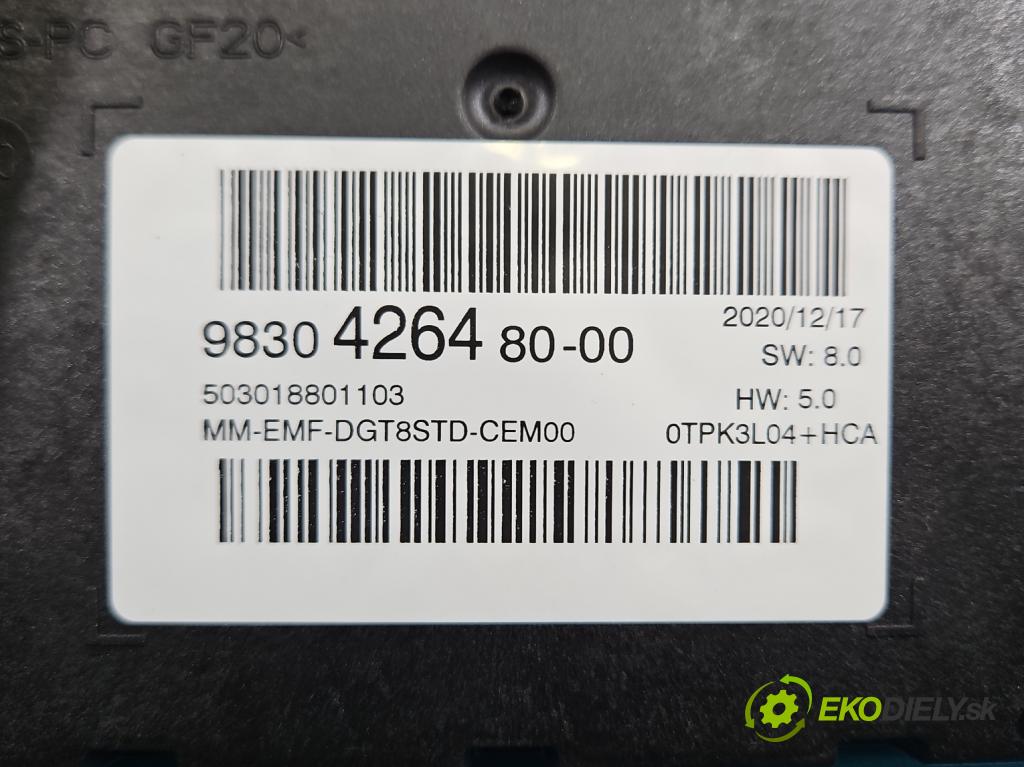 S-PC GF20<
2020/12/17
9830 4264 80-00
SW: 8.0
503018801103
HW: 5.0
MM-EMF-DGT8STD-CEM00
0TPK3L04+HCA
EKODIELY.sk